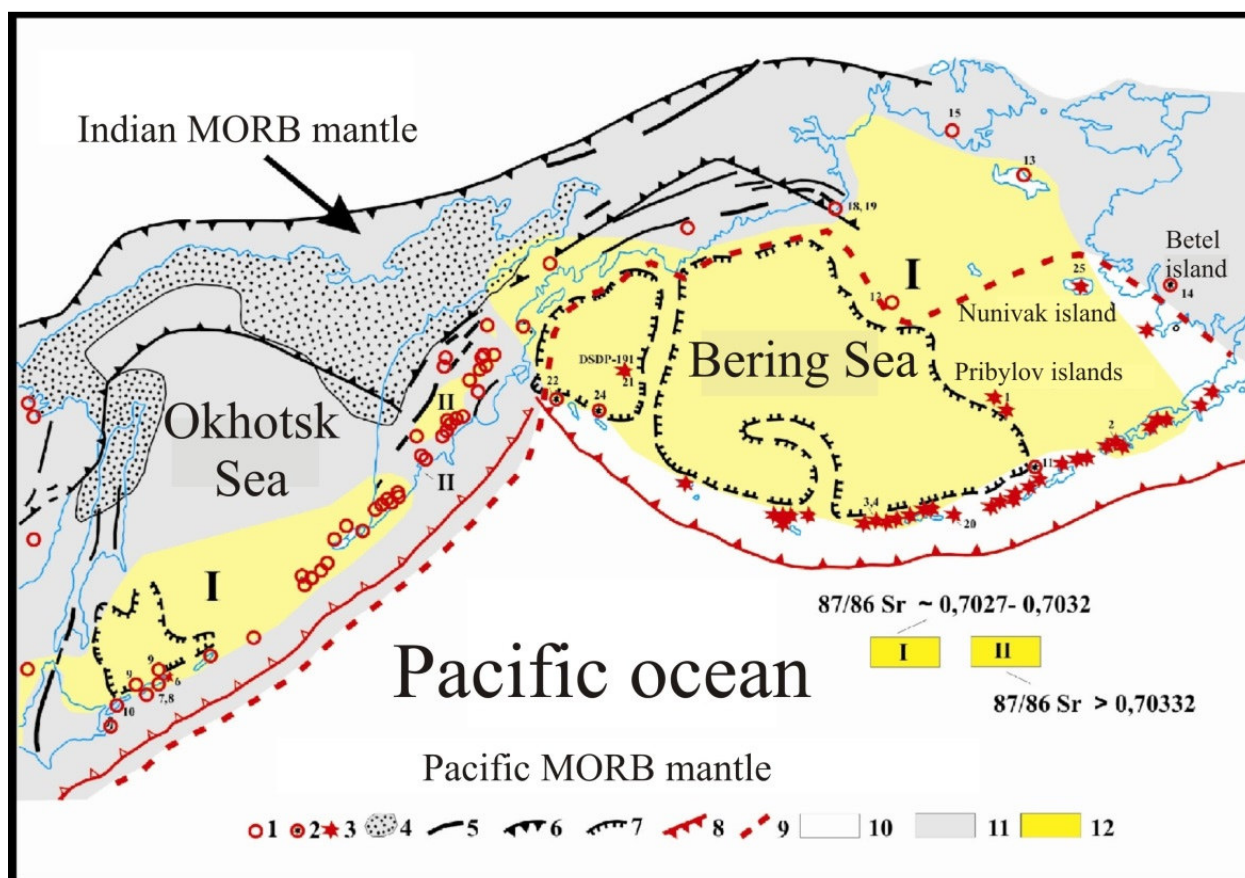 Indian MORB mantle
15
13
18, 19
I
Betel
island
25
14
12
Nunivak island
DSDP-191
21
Bering Sea
Pribylov islands
1
22
24
II
Okhotsk
Sea
II
2
11
3,4
20
I
87/86 Sr ~ 0,7027- 0,7032
I
II
87/86 Sr > 0,70332
Pacific ocean
9
9
6
7,8
10
Pacific MORB mantle
1 2 3 4 5 6 7 8 9 10 11 12